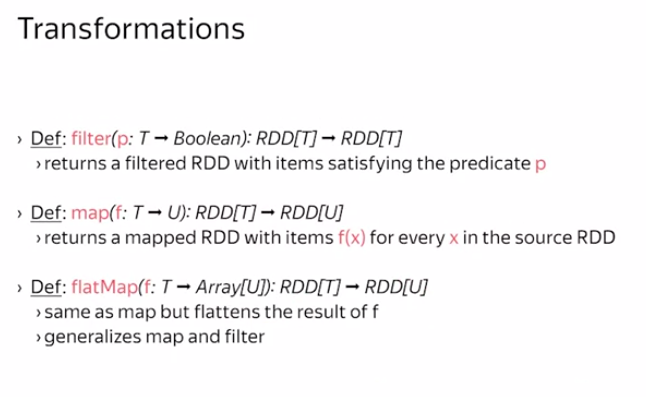 Transformations
› Def: filter(p: T → Boolean): RDD[T] → RDD[T]
› returns a filtered RDD with items satisfying the predicate p
› Def: map(f: T → U): RDD[T] → RDD[U]
› returns a mapped RDD with items f(x) for every x in the source RDD
› Def: flatMap(f: T → Array[U]): RDD[T] → RDD[U]
› same as map but flattens the result of f
› generalizes map and filter